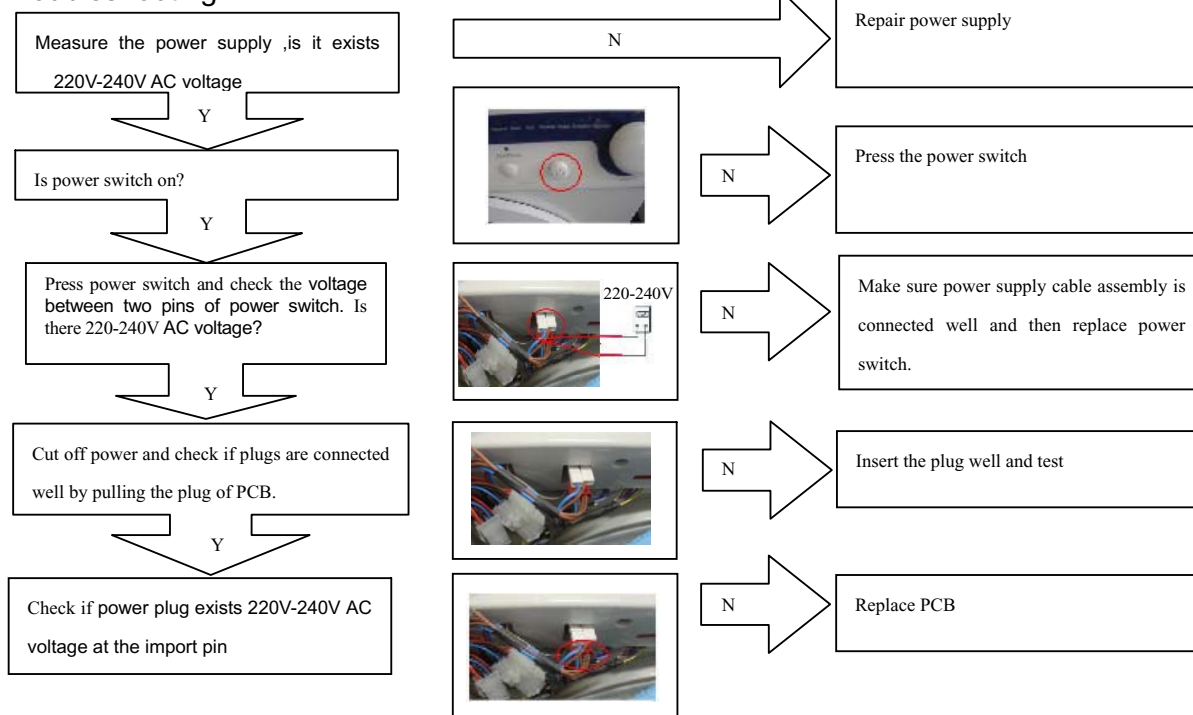 Measure the power supply ,is it exists
220V-240V AC voltage
N
Repair power supply
Y
Is power switch on?
N
Press the power switch
Y
Press power switch and check the voltage
between two pins of power switch. Is
there 220-240V AC voltage?
220-240V
N
Make sure power supply cable assembly is
connected well and then replace power
switch.
Y
Cut off power and check if plugs are connected
well by pulling the plug of PCB.
N
Insert the plug well and test
Y
Check if power plug exists 220V-240V AC
voltage at the import pin
N
Replace PCB